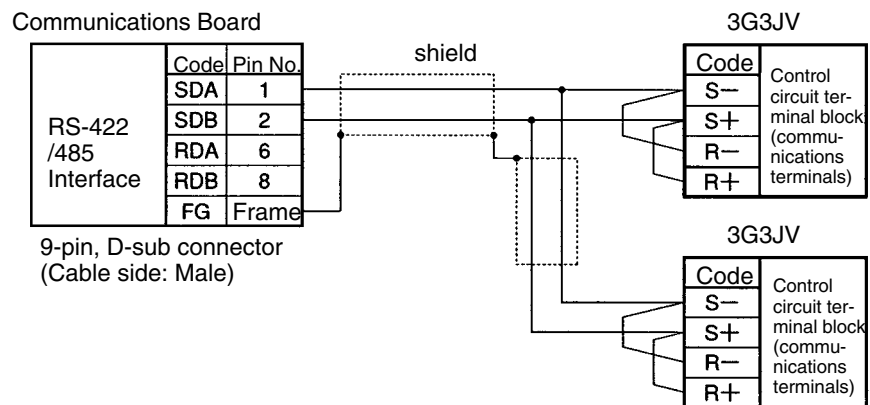 Communications Board
3G3JV
shield
Code Pin No.
SDA 1
SDB 2
RDA 6
RDB 8
FG Frame
RS-422
/485
Interface
9-pin, D-sub connector
(Cable side: Male)
Code
S−
S+
R−
R+
Control
circuit ter-
minal block
(commu-
nications
terminals)
3G3JV
Code
S−
S+
R−
R+
Control
circuit ter-
minal block
(commu-
nications
terminals)